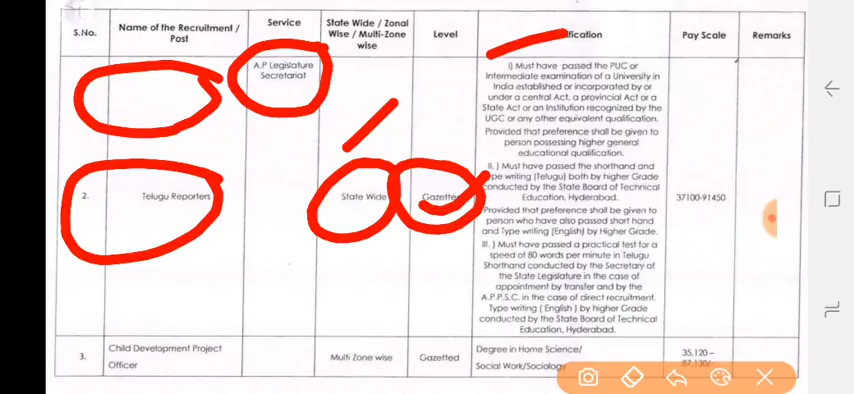 S.No.
Name of the Recruitment / Post
Service
State Wide / Zonal Wise / Multi-Zone wise
Level
Pay Scale
Remarks
A.P Legislature
Secretariat
i) Must have passed the PUC or
Intermediate examination of a University in
India established or incorporated by or
under a central Act, a provincial Act or a
State Act or an Institution recognized by the
UGC or any other equivalent qualification.
Provided that preference shall be given to
person possessing higher general
educational qualification.
2.
Telugu Reporters
State Wide
Gazetted
II. ) Must have passed the shorthand and
type writing (Telugu) both by higher Grade
conducted by the State Board of Technical
Education, Hyderabad.
Provided that preference shall be given to
person who have also passed short hand
and Type writing (English) by Higher Grade.
III. ) Must have passed a practical test for a
speed of 80 words per minute in Telugu
Shorthand conducted by the Secretary of
the State Legislature in the case of
appointment by transfer and by the
A.P.P.S.C. in the case of direct recruitment.
Type writing ( English ) by higher Grade
conducted by the State Board of Technical
Education, Hyderabad.
37100-91450
3.
Child Development Project
Officer
Multi Zone wise
Gazetted
Degree in Home Science/
Social Work/Sociology
35,120 –